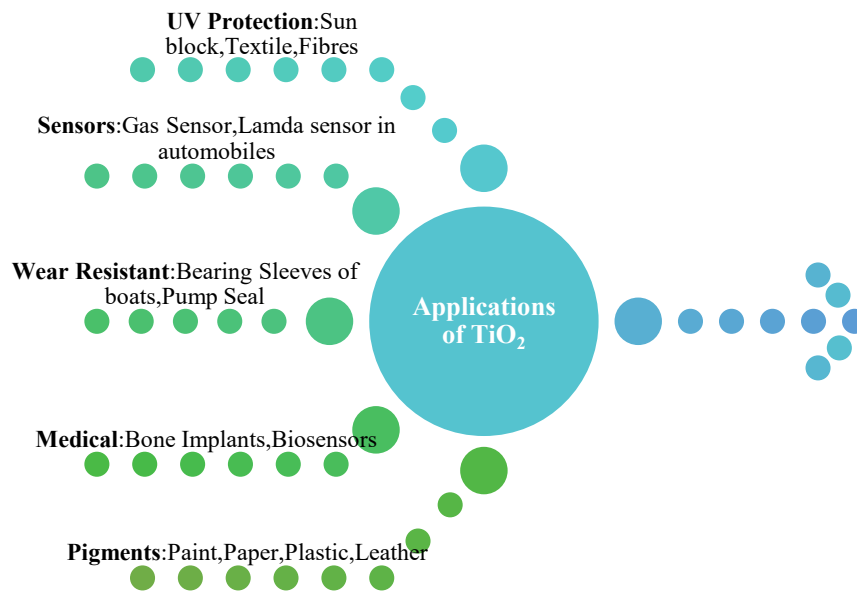 UV Protection:Sun
block,Textile,Fibres
Sensors:Gas Sensor,Lamda sensor in
automobiles
Wear Resistant:Bearing Sleeves of
boats,Pump Seal
Applications
of TiO₂
Medical:Bone Implants,Biosensors
Pigments:Paint,Paper,Plastic,Leather